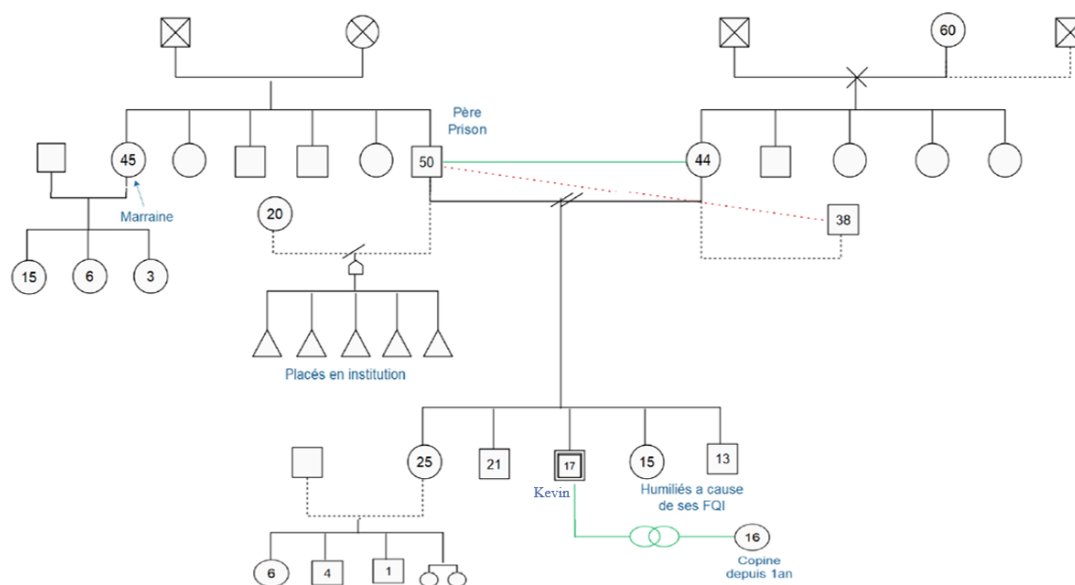 60
Père
Prison
45
50
44
Marraine
20
38
15
6
3
Placés en institution
25
21
17
15
13
Kevin
Humiliés a cause
de ses FQI
16
Copine
depuis 1an
6
4
1